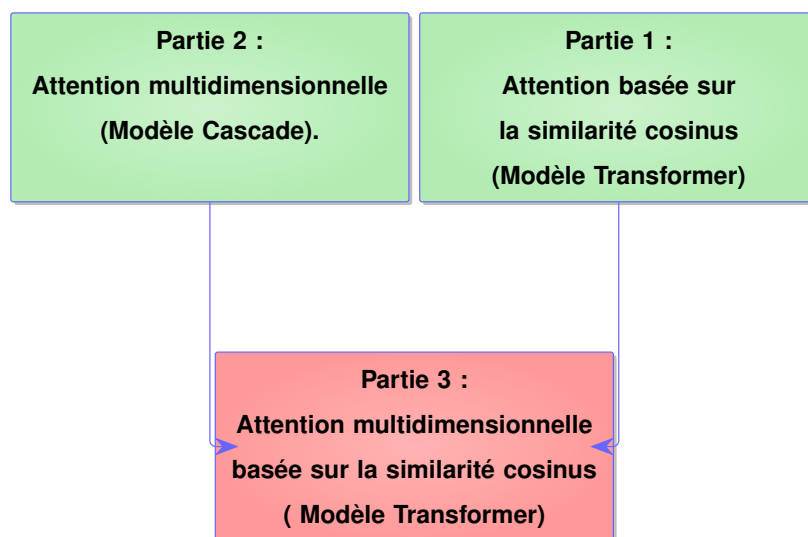 Partie 2 :
Attention multidimensionnelle
(Modèle Cascade).
Partie 1 :
Attention basée sur
la similarité cosinus
(Modèle Transformer)
Partie 3 :
Attention multidimensionnelle
basée sur la similarité cosinus
( Modèle Transformer)